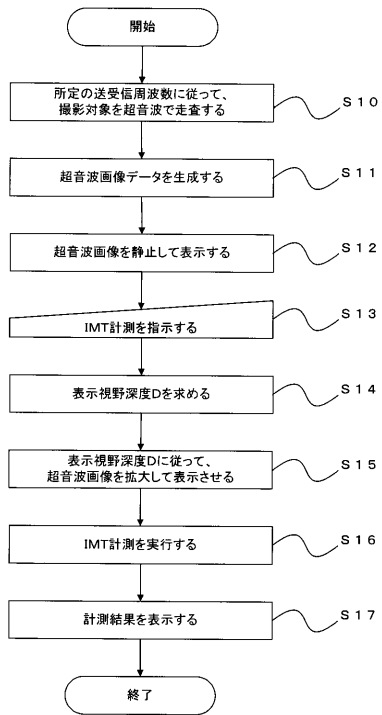 開始
所定の送受信周波数に従って、
撮影対象を超音波で走査する
S10
超音波画像データを生成する
S11
超音波画像を静止して表示する
S12
IMT計測を指示する
S13
表示視野深度Dを求める
S14
表示視野深度Dに従って、
超音波画像を拡大して表示させる
S15
IMT計測を実行する
S16
計測結果を表示する
S17
終了